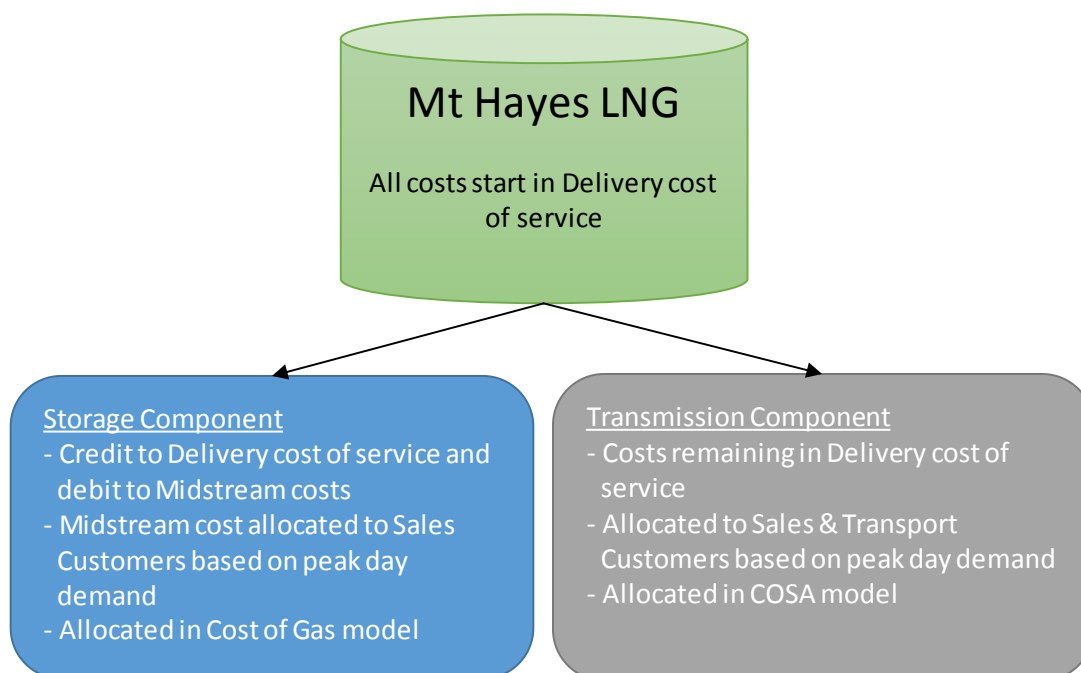 Mt Hayes LNG
All costs start in Delivery cost
of service
Storage Component
- Credit to Delivery cost of service and
debit to Midstream costs
- Midstream cost allocated to Sales
Customers based on peak day
demand
- Allocated in Cost of Gas model
Transmission Component
- Costs remaining in Delivery cost of
service
- Allocated to Sales & Transport
Customers based on peak day demand
- Allocated in COSA model